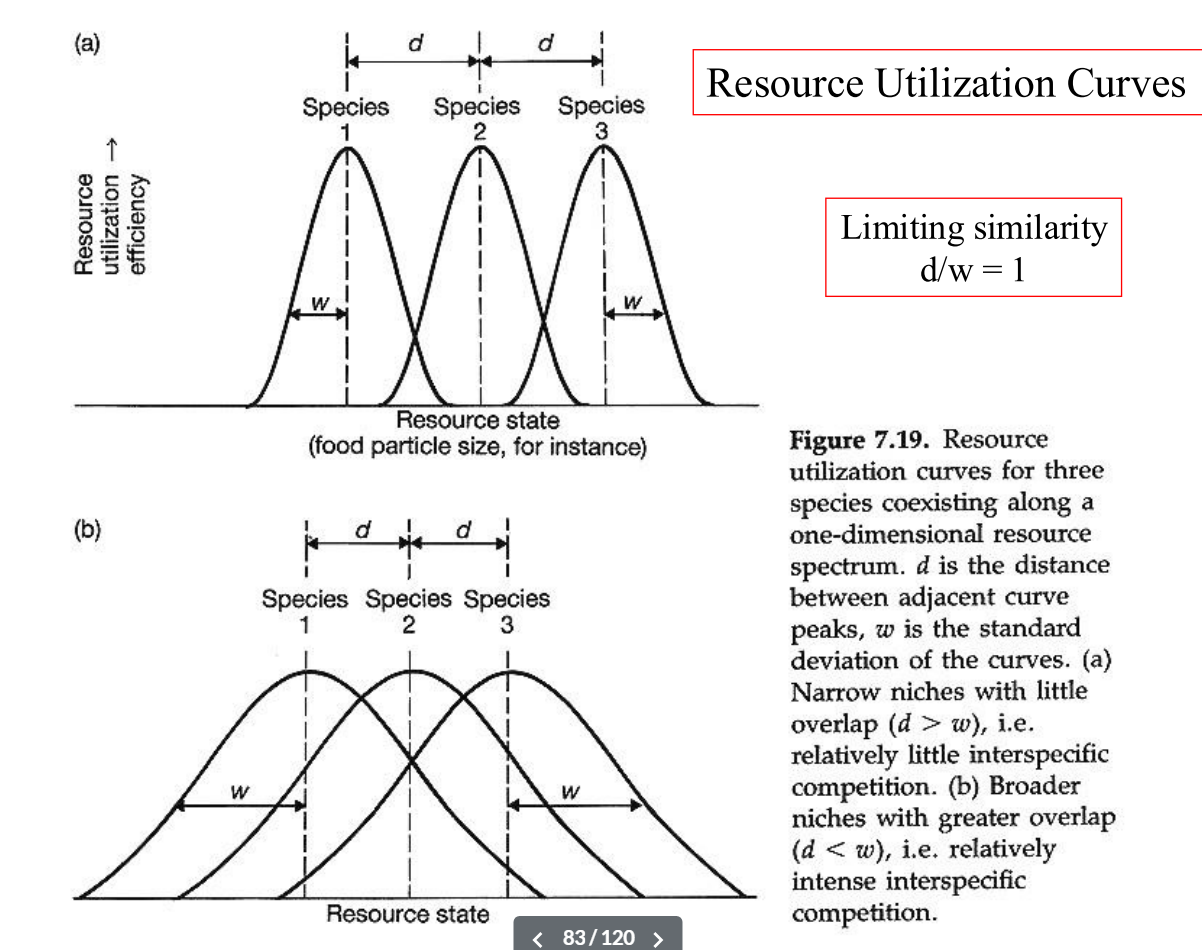 (a)
d
d
Resource Utilization Curves
Species
1
Species
2
Species
3
Resource
utilization →
efficiency
Limiting similarity
d/w = 1
w
w
Resource state
(food particle size, for instance)
(b)
d
d
Species
1
Species
2
Species
3
w
w
Resource state
Figure 7.19. Resource
utilization curves for three
species coexisting along a
one-dimensional resource
spectrum. d is the distance
between adjacent curve
peaks, w is the standard
deviation of the curves. (a)
Narrow niches with little
overlap (d > w), i.e.
relatively little interspecific
competition. (b) Broader
niches with greater overlap
(d < w), i.e. relatively
intense interspecific
competition.
< 83/120 >